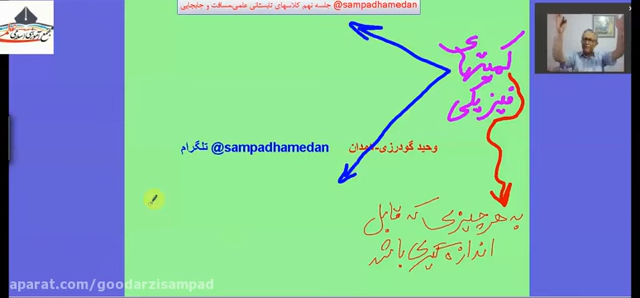 @sampadhamedan جلسه نهم کلاسهای تابستانی علمی،مسافت و جابجایی
کمیتهای
فیزیکی
وحید گودرزی-همدان @sampadhamedan تلگرام
به هر چیزی که قابل
اندازه گیری باشد
aparat.com/goodarzisampad